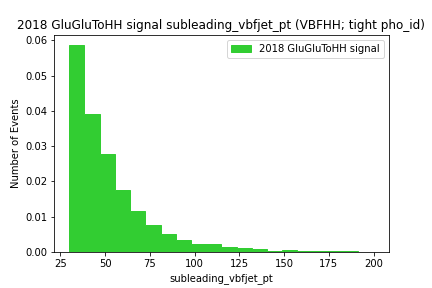 2018 GluGluToHH signal subleading_vbfjet_pt (VBFHH; tight pho_id)
2018 GluGluToHH signal
Number of Events
0.06
0.05
0.04
0.03
0.02
0.01
0.00
25 50 75 100 125 150 175 200
subleading_vbfjet_pt